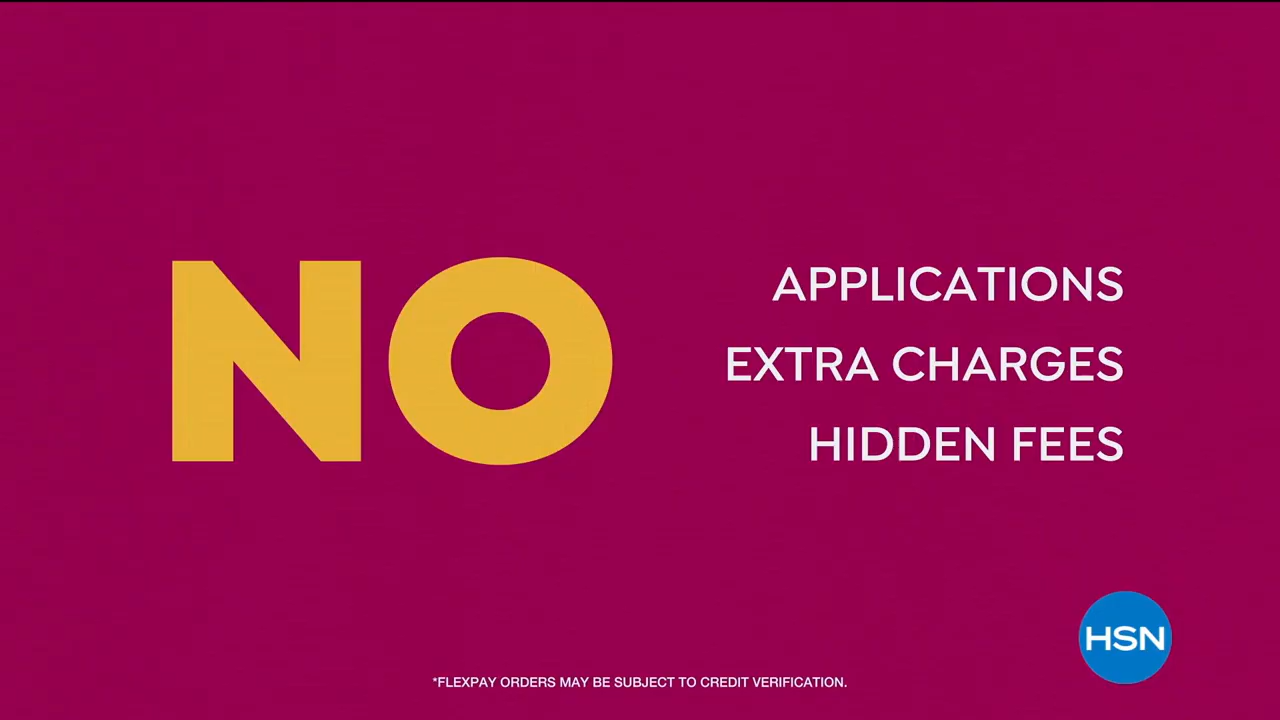 NO
APPLICATIONS
EXTRA CHARGES
HIDDEN FEES
HSN
*FLEXPAY ORDERS MAY BE SUBJECT TO CREDIT VERIFICATION.